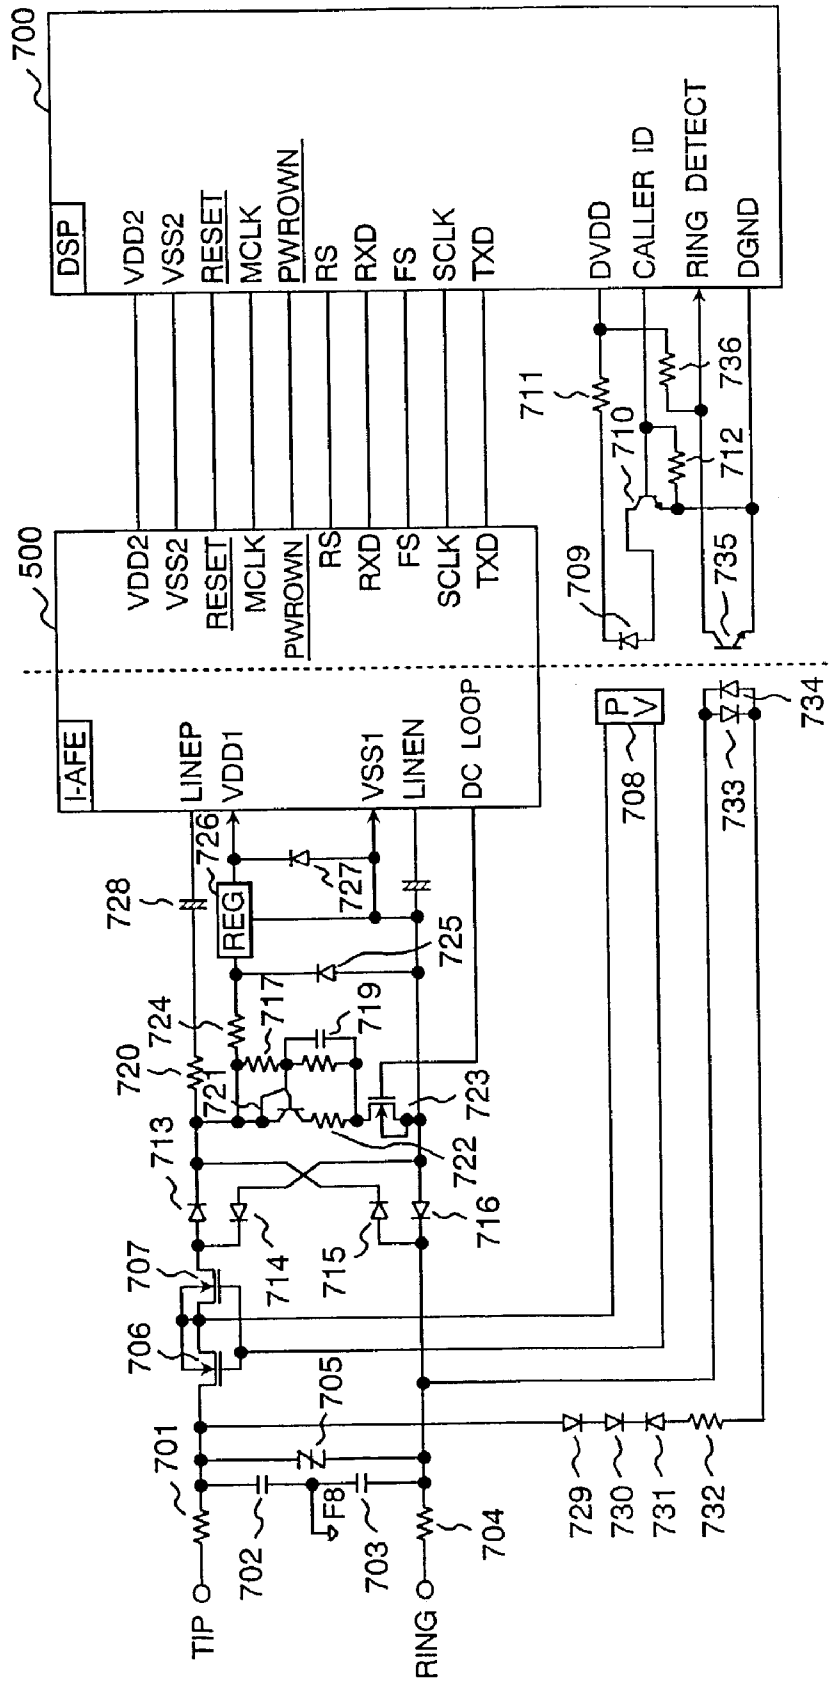 700
DSP
VDD2
VSS2
RESET
MCLK
PWROWN
RS
RXD
FS
SCLK
TXD
DVDD
CALLER ID
RING DETECT
DGND
711
710
736
712
709
735
500
VDD2
VSS2
RESET
MCLK
PWROWN
RS
RXD
FS
SCLK
TXD
I-AFE
LINEP
VDD1
VSS1
LINEN
DC LOOP
P
V
708
733
734
728
726
REG
727
725
724
717
719
720
721
722
723
713
714
715
716
707
706
705
701
702
F8
703
704
TIP
RING
729
730
731
732